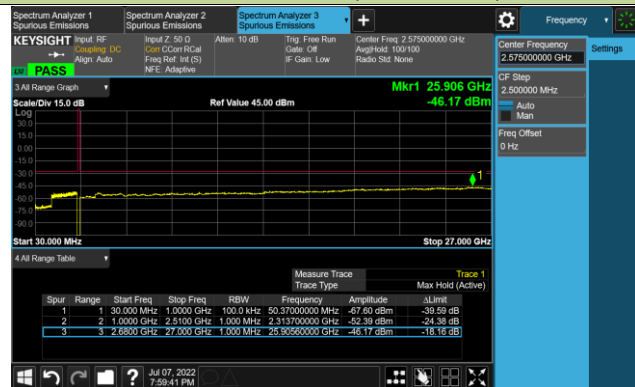 Spectrum Analyzer 1
Spurious Emissions
Spectrum Analyzer 2
Spurious Emissions
Spectrum Analyzer 3
Spurious Emissions
Frequency
KEYSIGHT
Input: RF
Coupling: DC
Align: Auto
Input Z: 50 Ω
Corr CCorr RCal
Freq Ref: Int (S)
NFE: Adaptive
Atten: 10 dB
Trig: Free Run
Gate: Off
IF Gain: Low
Center Freq: 2.575000000 GHz
Avg|Hold: 100/100
Radio Std: None
PASS
Center Frequency
2.575000000 GHz
Settings
CF Step
2.500000 MHz
Auto
Man
Freq Offset
0 Hz
3 All Range Graph
Mkr1 25.906 GHz
Scale/Div 15.0 dB
Ref Value 45.00 dBm
-46.17 dBm
Log
30.0
15.0
0.00
-15.0
-30.0
-45.0
-60.0
-75.0
-90.0
1
Start 30.000 MHz
Stop 27.000 GHz
4 All Range Table
Measure Trace Trace 1
Trace Type Max Hold (Active)
Spur Range Start Freq Stop Freq RBW Frequency Amplitude ΔLimit
1 1 30.000 MHz 1.0000 GHz 100.0 kHz 50.37000000 MHz -67.60 dBm -39.59 dB
2 2 1.0000 GHz 2.5100 GHz 1.000 MHz 2.313700000 GHz -52.39 dBm -24.38 dB
3 3 2.6800 GHz 27.000 GHz 1.000 MHz 25.90560000 GHz -46.17 dBm -18.16 dB
Jul 07, 2022
7:59:41 PM